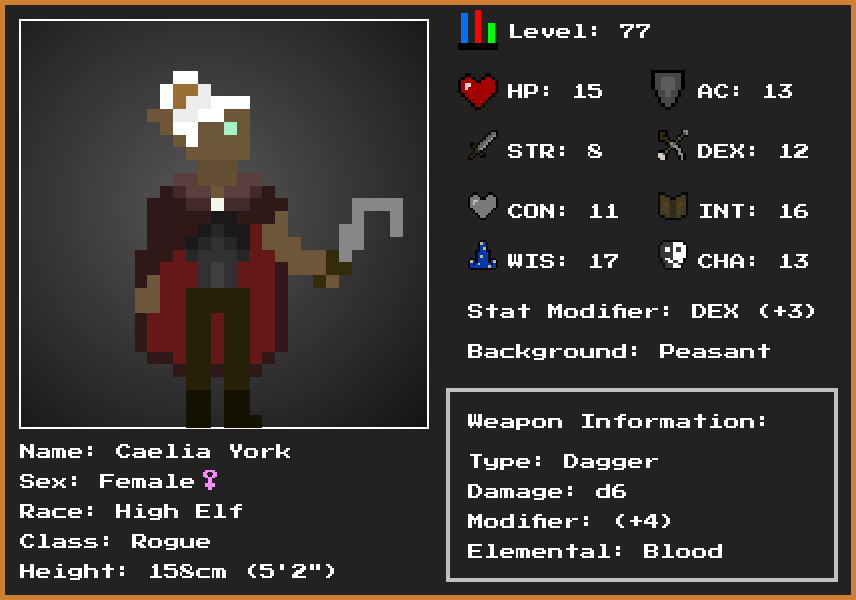 Level: 77
HP: 15 AC: 13
STR: 8 DEX: 12
CON: 11 INT: 16
WIS: 17 CHA: 13
Stat Modifier: DEX (+3)
Background: Peasant
Weapon Information:
Type: Dagger
Damage: d6
Modifier: (+4)
Elemental: Blood
Name: Caelia York
Sex: Female♀
Race: High Elf
Class: Rogue
Height: 158cm (5'2")